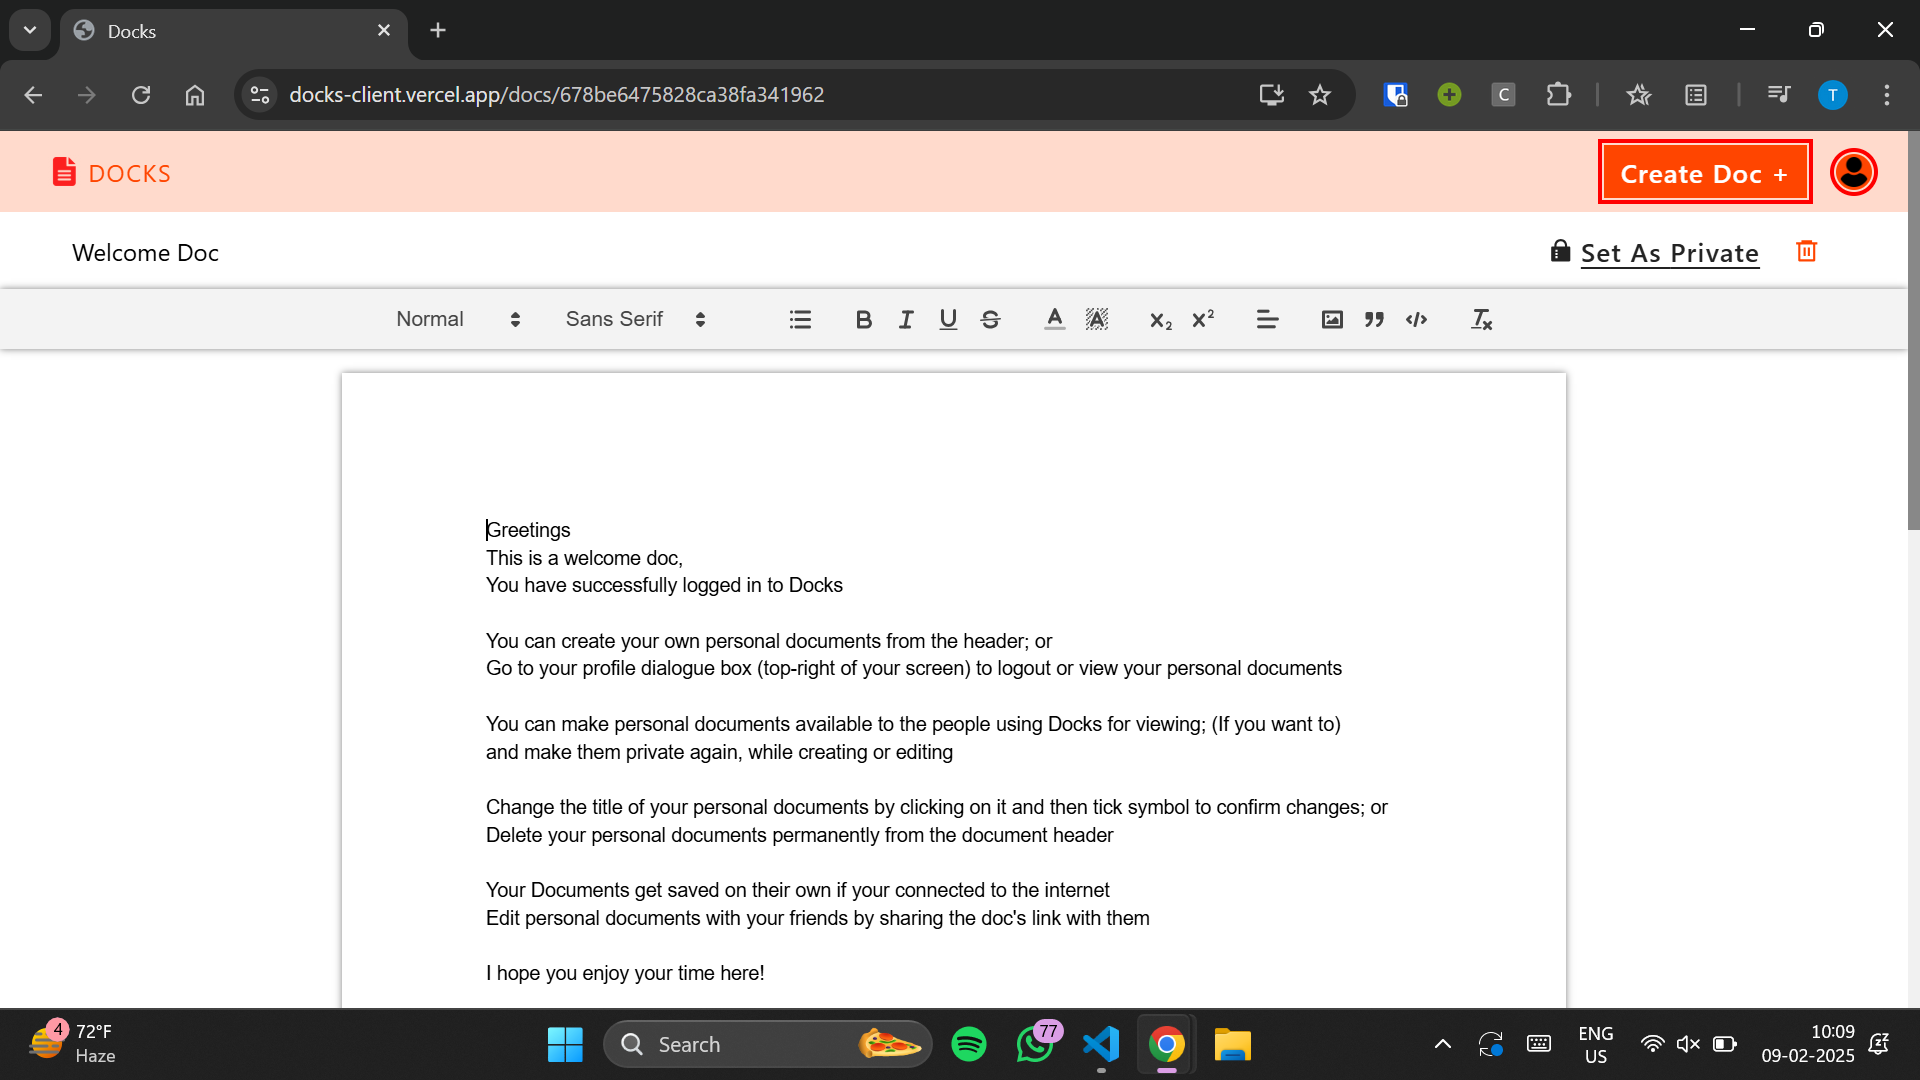 Docks
docks-client.vercel.app/docs/678be6475828ca38fa341962
C
T
DOCKS
Create Doc +
Welcome Doc
Set As Private
Normal
Sans Serif
Greetings
This is a welcome doc,
You have successfully logged in to Docks
You can create your own personal documents from the header; or
Go to your profile dialogue box (top-right of your screen) to logout or view your personal documents
You can make personal documents available to the people using Docks for viewing; (If you want to)
and make them private again, while creating or editing
Change the title of your personal documents by clicking on it and then tick symbol to confirm changes; or
Delete your personal documents permanently from the document header
Your Documents get saved on their own if your connected to the internet
Edit personal documents with your friends by sharing the doc's link with them
I hope you enjoy your time here!
4
72°F
Haze
Search
77
ENG
US
10:09
09-02-2025